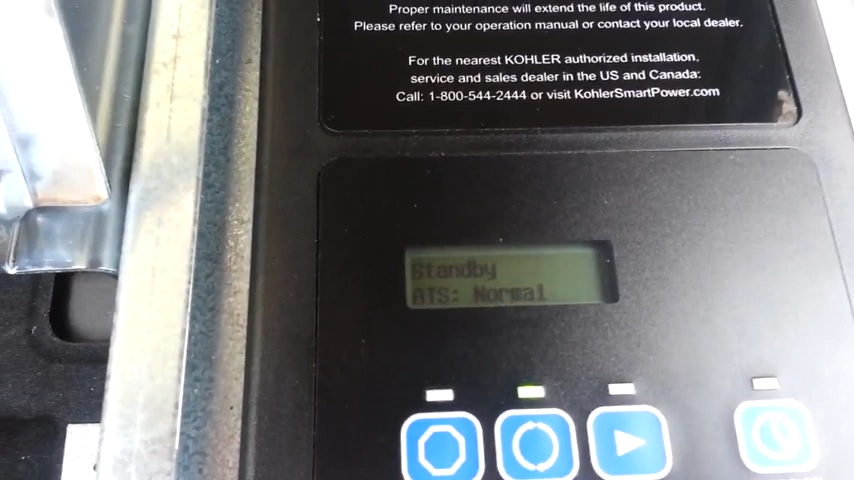 Proper maintenance will extend the life of this product.
Please refer to your operation manual or contact your local dealer.
For the nearest KOHLER authorized installation,
service and sales dealer in the US and Canada:
Call: 1-800-544-2444 or visit KohlerSmartPower.com
Standby
ATS: Normal